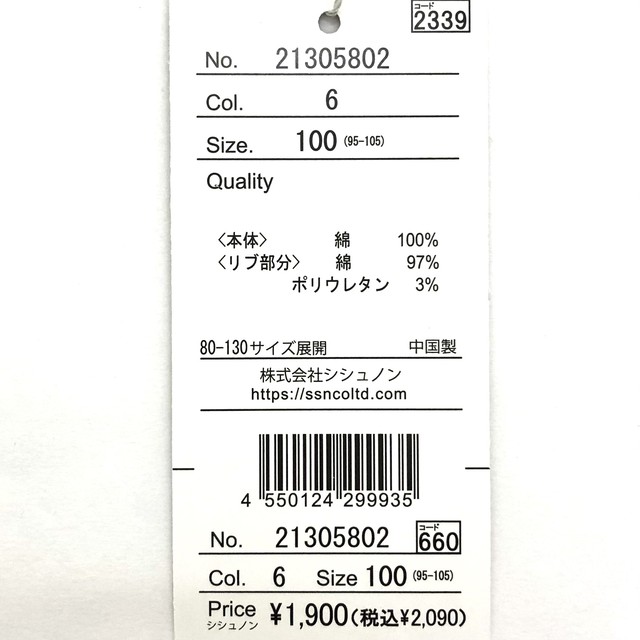 コード
2339
No. 21305802
Col. 6
Size. 100 (95-105)
Quality
〈本体〉 綿 100%
〈リブ部分〉 綿 97%
ポリウレタン 3%
80-130サイズ展開 中国製
株式会社シシュノン
https://ssncoltd.com
4 550124 299935
コード
No. 21305802 660
Col. 6 Size 100 (95-105)
Price ¥1,900(税込¥2,090)
シシュノン